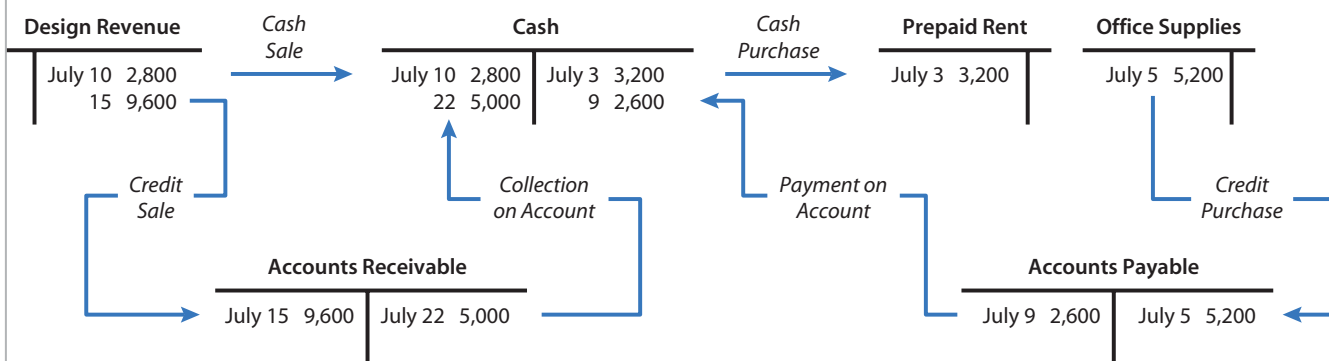 Design Revenue
July 10 2,800
15 9,600
Cash
Sale
Cash
July 10 2,800
22 5,000
July 3 3,200
9 2,600
Cash
Purchase
Prepaid Rent
July 3 3,200
Office Supplies
July 5 5,200
Credit
Sale
Collection
on Account
Payment on
Account
Credit
Purchase
Accounts Receivable
July 15 9,600
July 22 5,000
Accounts Payable
July 9 2,600
July 5 5,200